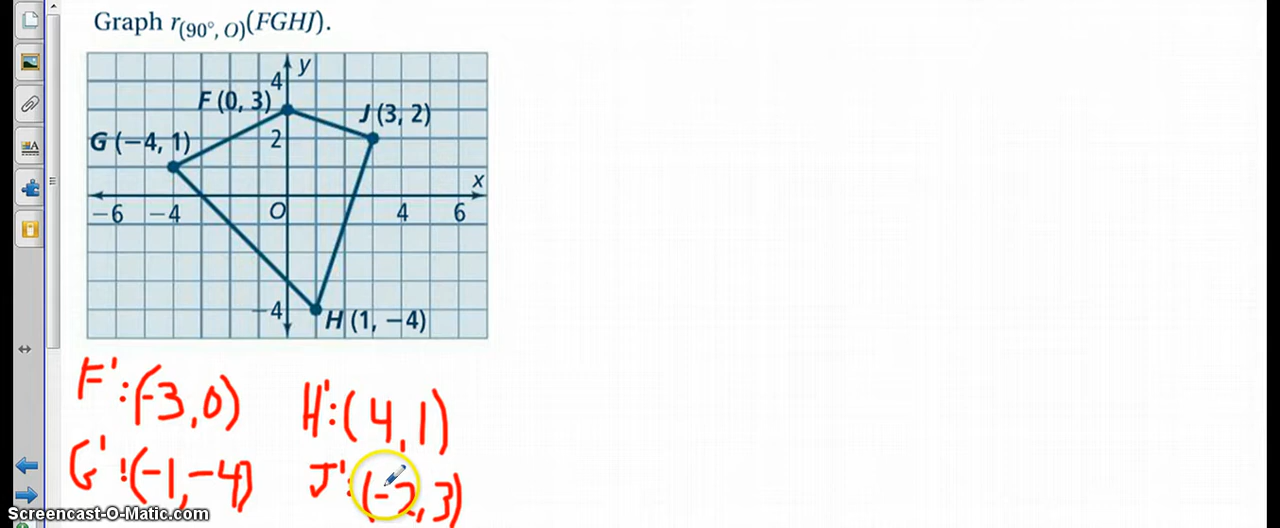 Graph r(90°, O)(FGHJ).
y
4
F (0, 3)
J (3, 2)
G (−4, 1)
2
x
−6 −4 O 4 6
−4
H (1, −4)
F' : (-3, 0) H' : (4, 1)
G' : (-1, -4) J' : (-2, 3)
Screencast-O-Matic.com